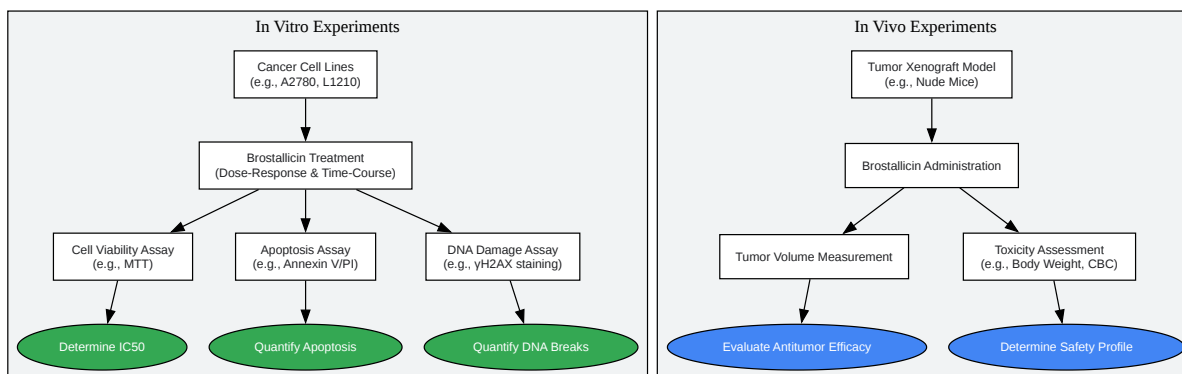 In Vitro Experiments
Cancer Cell Lines
(e.g., A2780, L1210)
Brostallicin Treatment
(Dose-Response & Time-Course)
Cell Viability Assay
(e.g., MTT)
Apoptosis Assay
(e.g., Annexin V/PI)
DNA Damage Assay
(e.g., γH2AX staining)
Determine IC50
Quantify Apoptosis
Quantify DNA Breaks
In Vivo Experiments
Tumor Xenograft Model
(e.g., Nude Mice)
Brostallicin Administration
Tumor Volume Measurement
Toxicity Assessment
(e.g., Body Weight, CBC)
Evaluate Antitumor Efficacy
Determine Safety Profile